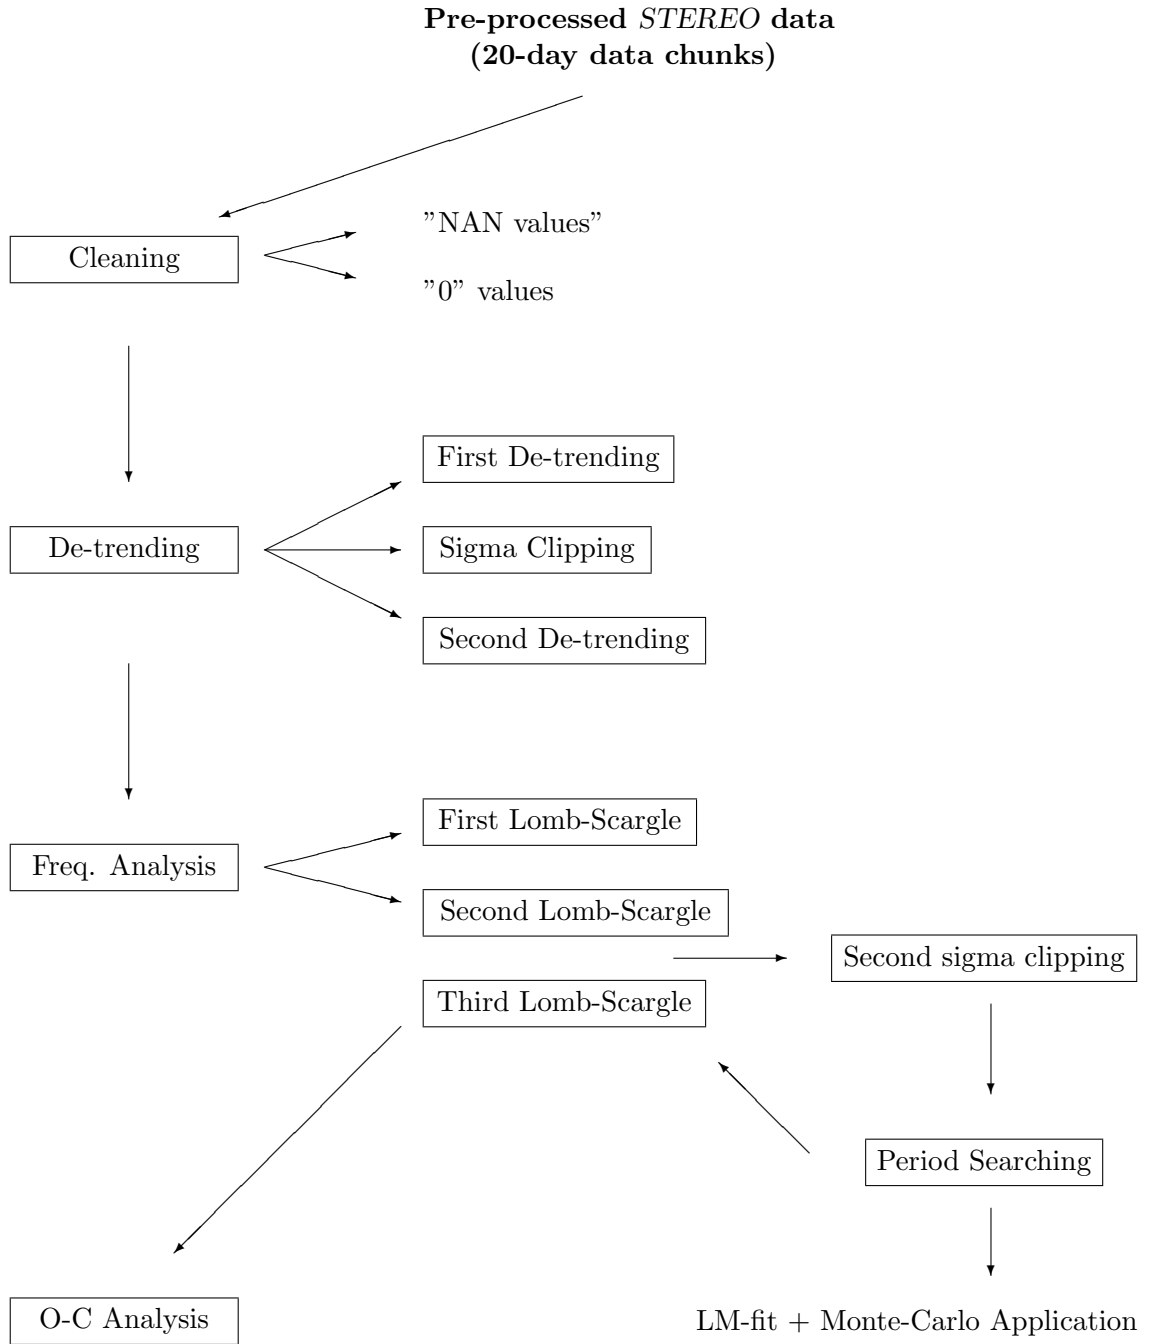 Pre-processed STEREO data
(20-day data chunks)
”NAN values”
Cleaning
”0” values
First De-trending
De-trending
Sigma Clipping
Second De-trending
First Lomb-Scargle
Freq. Analysis
Second Lomb-Scargle
Second sigma clipping
Third Lomb-Scargle
Period Searching
O-C Analysis
LM-fit + Monte-Carlo Application